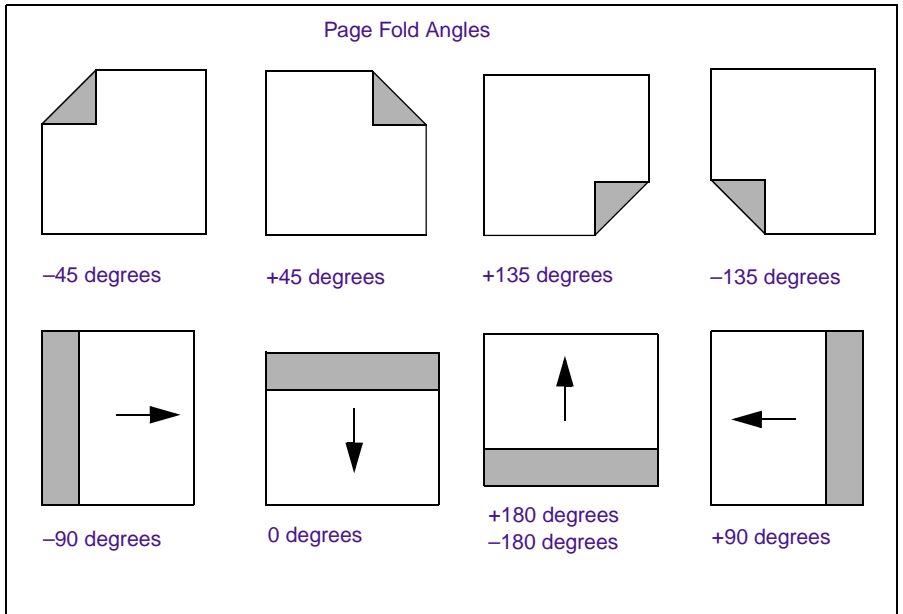 Page Fold Angles
–45 degrees
+45 degrees
+135 degrees
–135 degrees
–90 degrees
0 degrees
+180 degrees
–180 degrees
+90 degrees